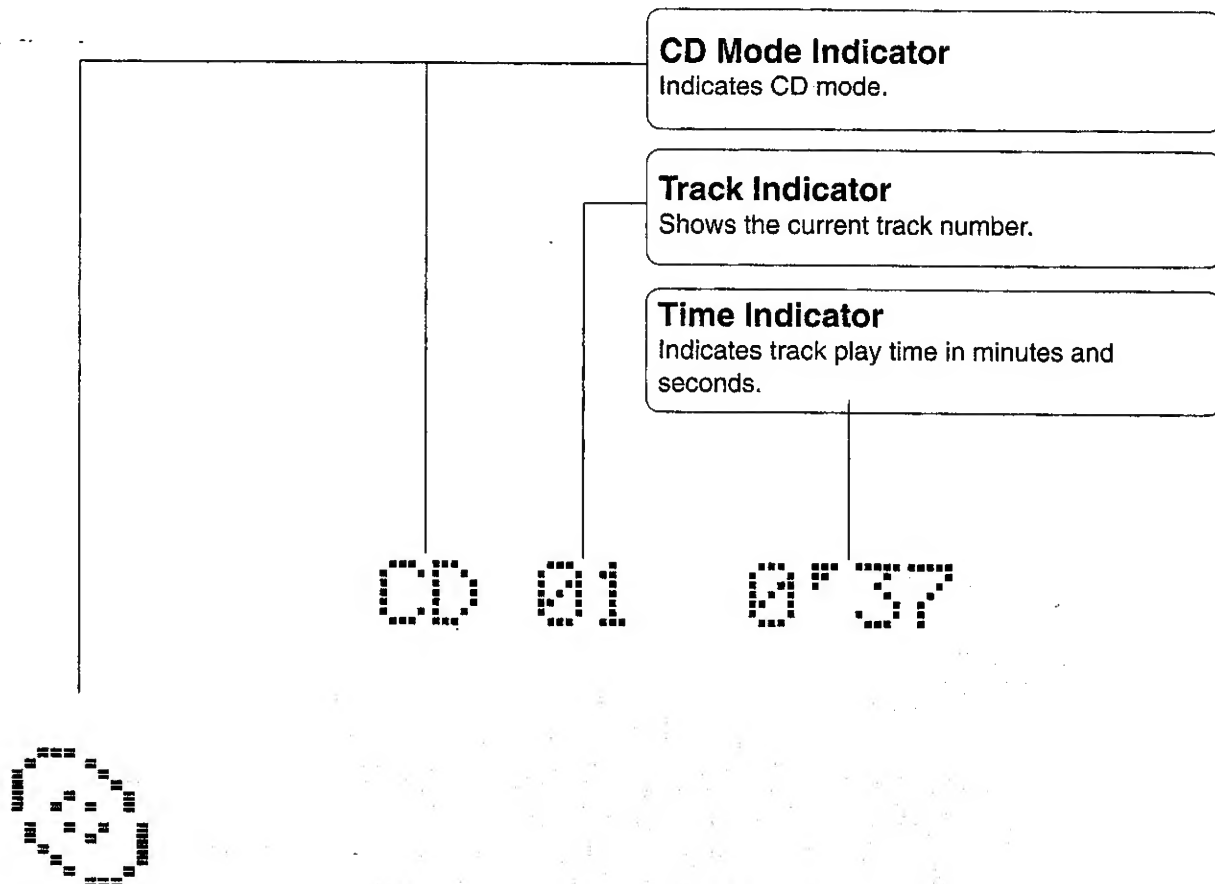 CD Mode Indicator
Indicates CD mode.
Track Indicator
Shows the current track number.
Time Indicator
Indicates track play time in minutes and
seconds.
CD 01 0'37